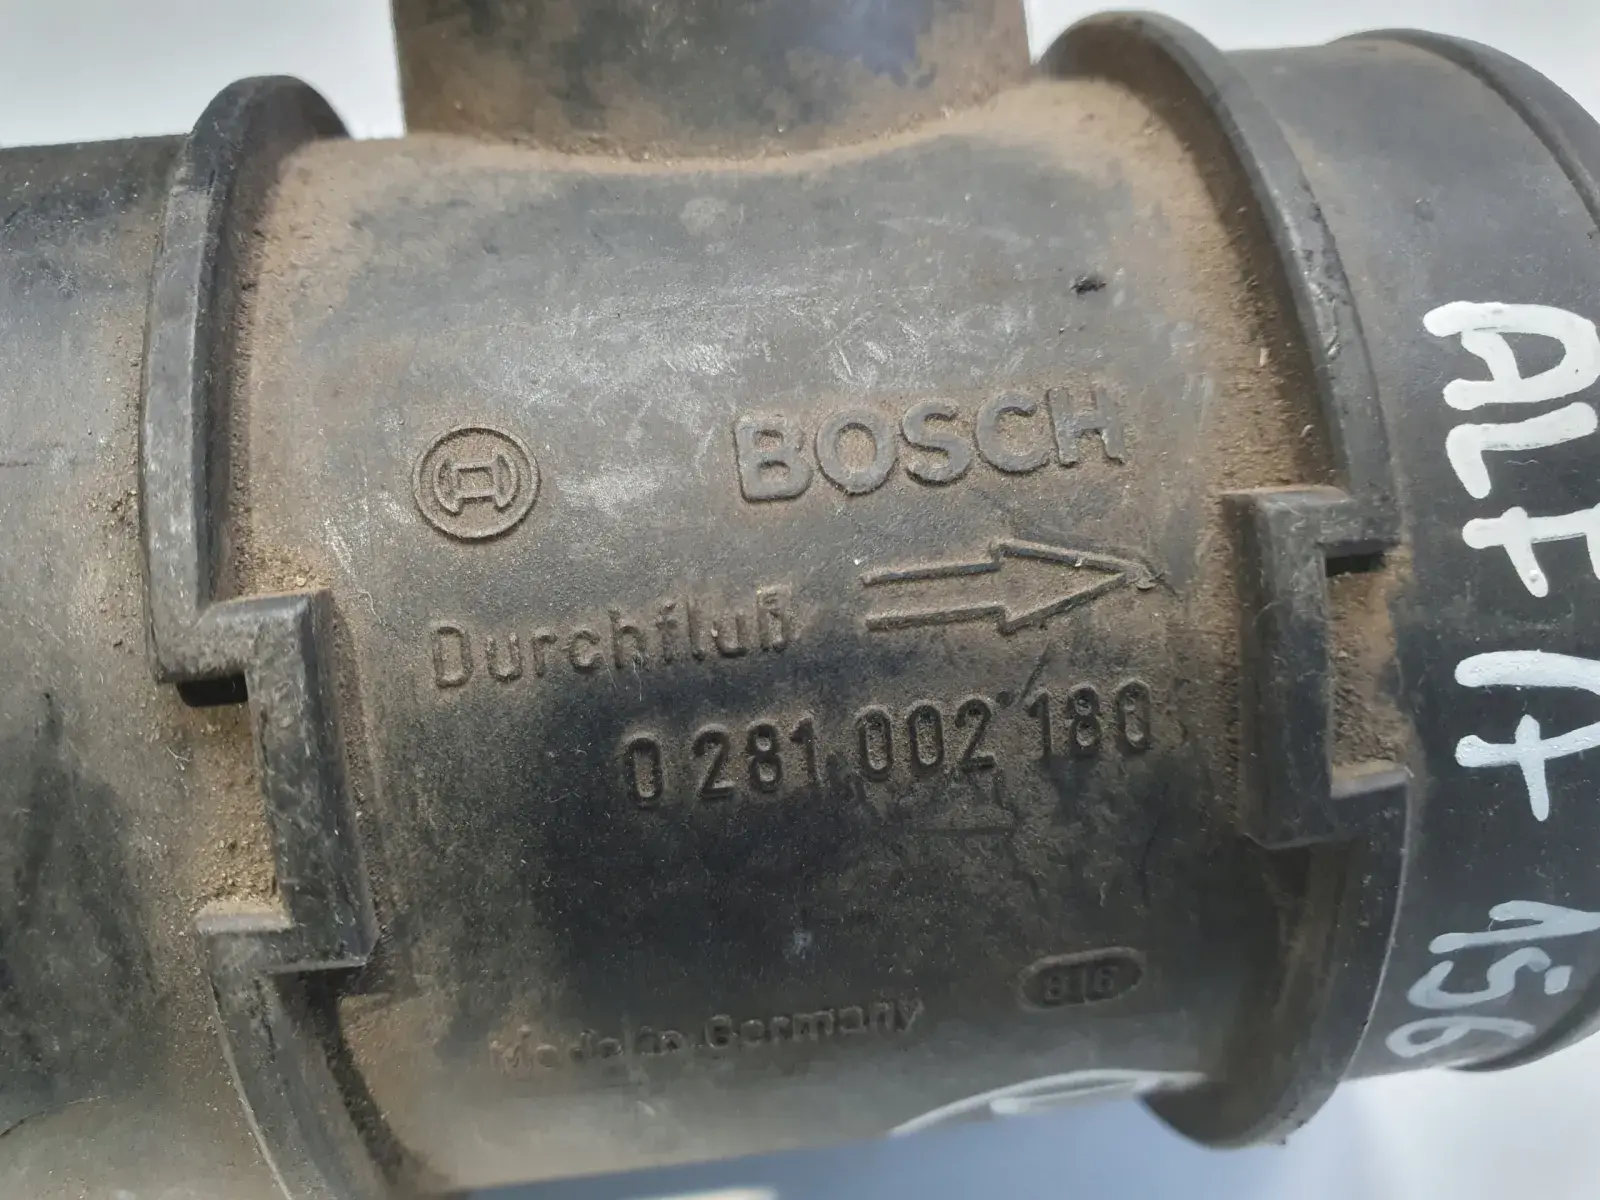 BOSCH
Durchfluß
0 281 002 180
Made in Germany
816
ALFA 156